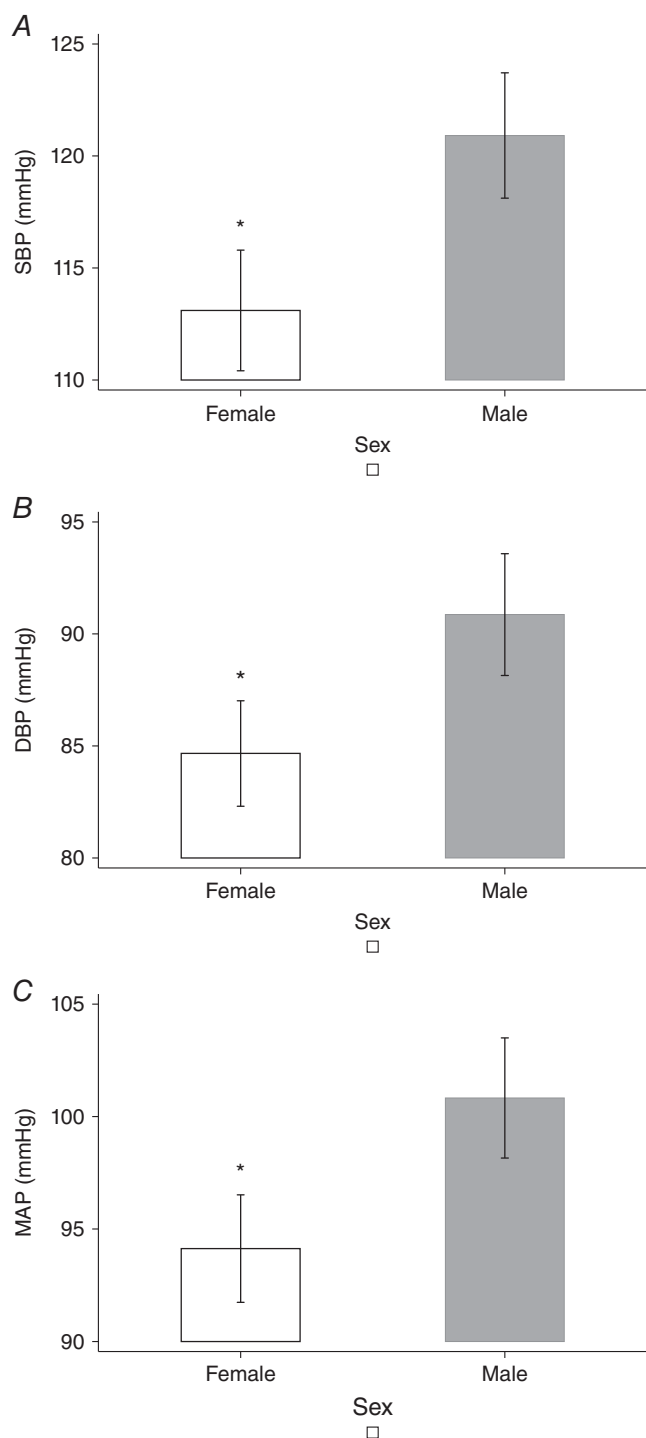 A
125
120
115
110
SBP (mmHg)
*
Female
Male
Sex
B
95
90
85
80
DBP (mmHg)
*
Female
Male
Sex
C
105
100
95
90
MAP (mmHg)
*
Female
Male
Sex